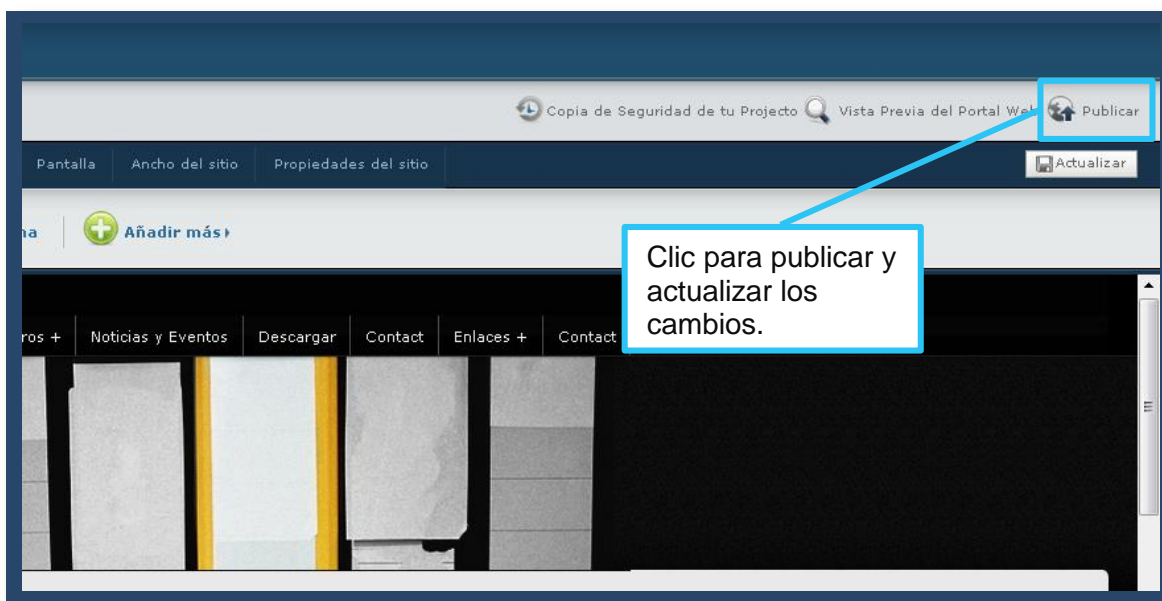 Copia de Seguridad de tu Projecto Vista Previa del Portal Web Publicar
Pantalla Ancho del sitio Propiedades del sitio Actualizar
na Añadir más
Clic para publicar y
actualizar los
cambios.
ros + Noticias y Eventos Descargar Contact Enlaces + Contact